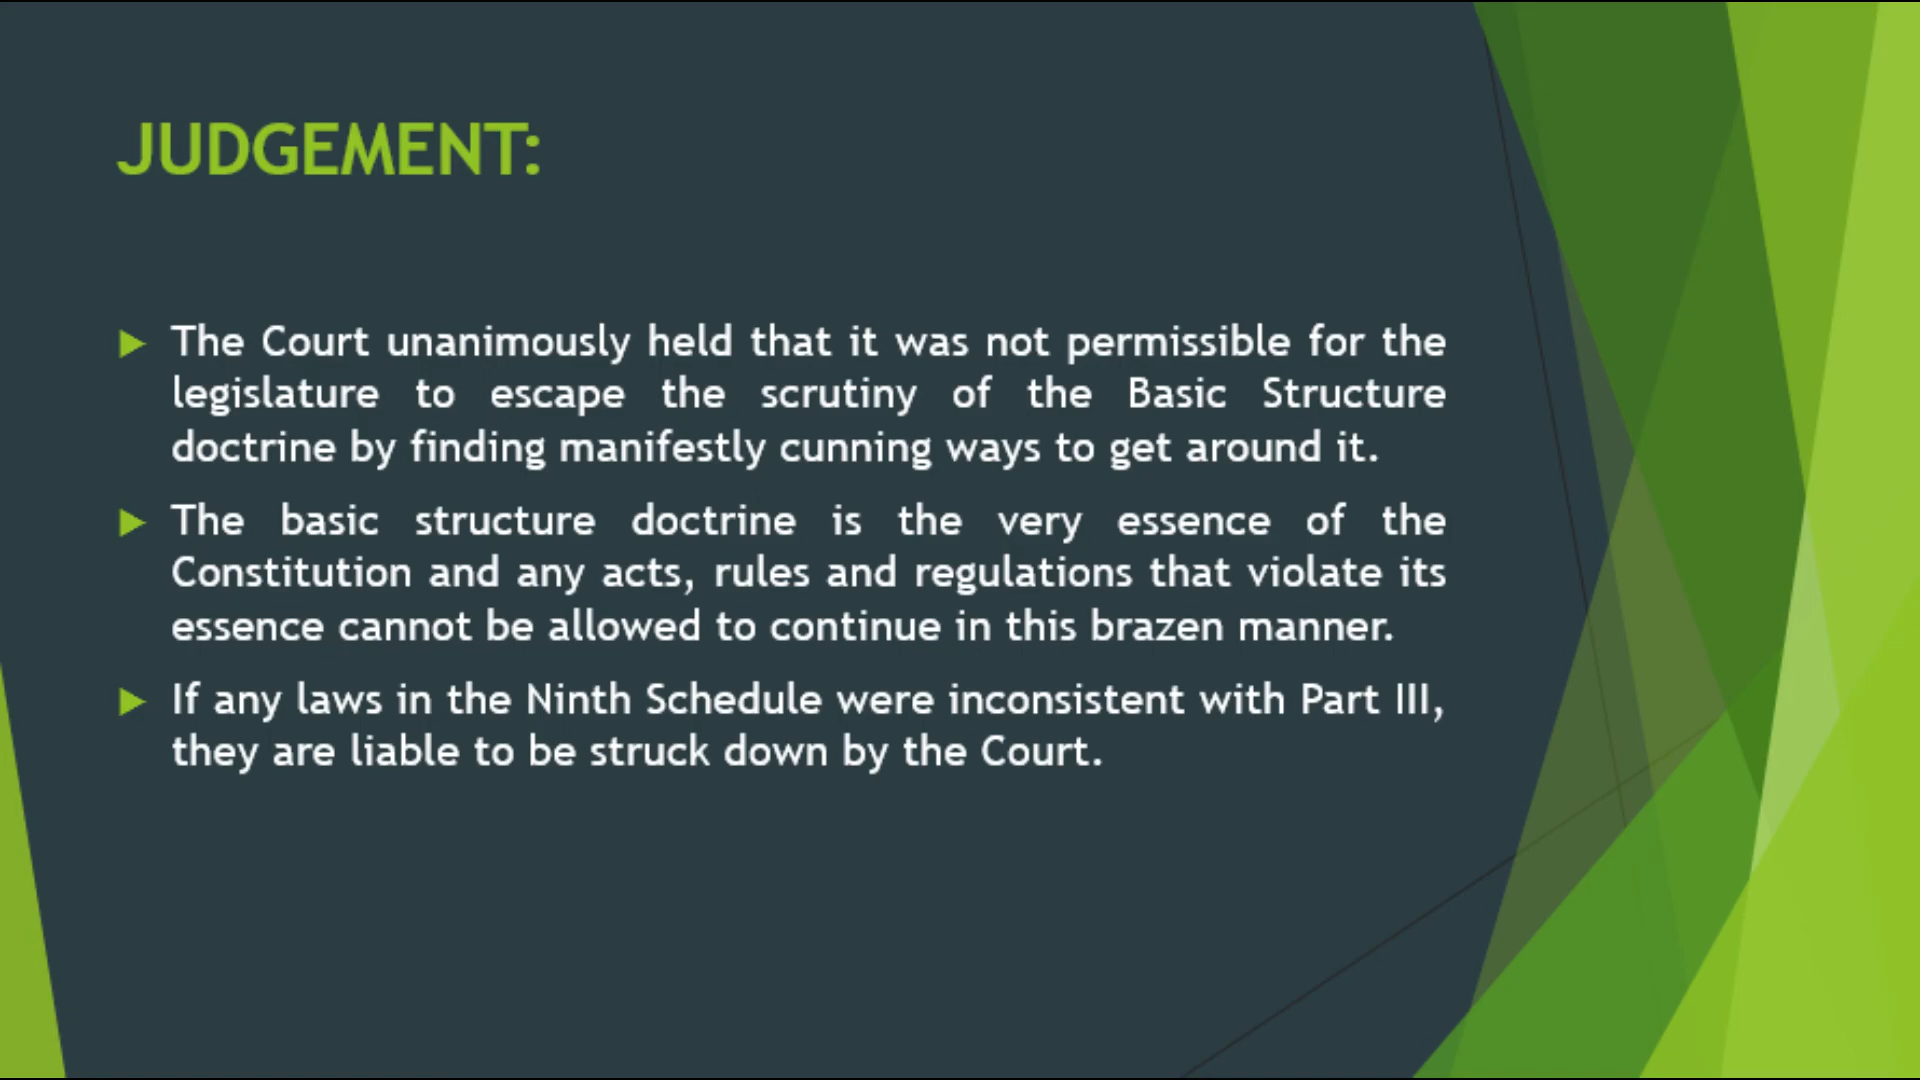 JUDGEMENT:
The Court unanimously held that it was not permissible for the
legislature to escape the scrutiny of the Basic Structure
doctrine by finding manifestly cunning ways to get around it.
The basic structure doctrine is the very essence of the
Constitution and any acts, rules and regulations that violate its
essence cannot be allowed to continue in this brazen manner.
If any laws in the Ninth Schedule were inconsistent with Part III,
they are liable to be struck down by the Court.